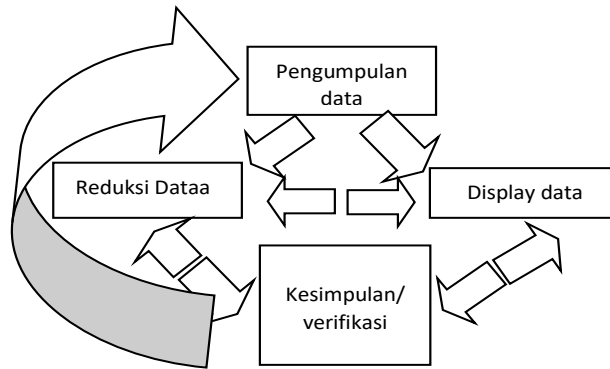 Pengumpulan
data
Reduksi Dataa
Display data
Kesimpulan/
verifikasi